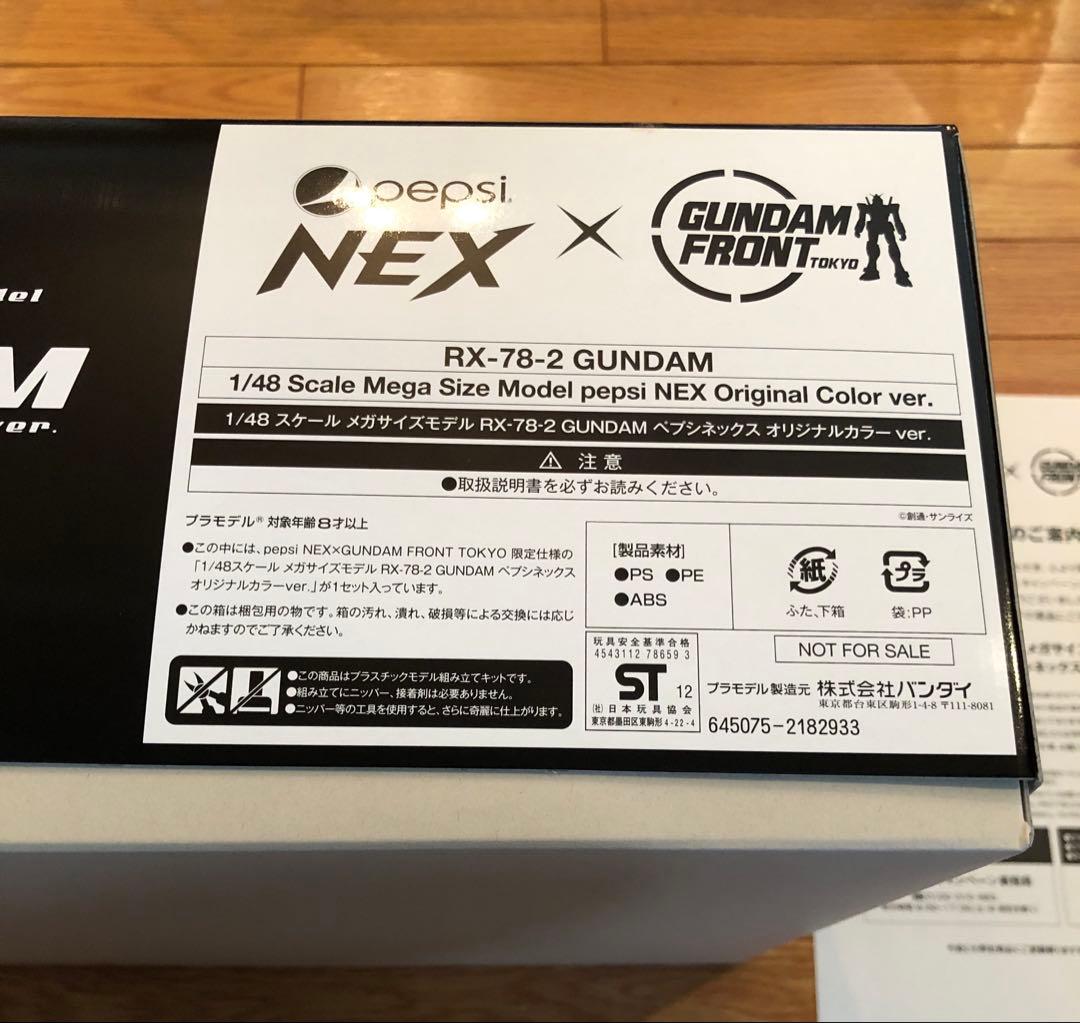 pepsi
NEX
×
GUNDAM
FRONT TOKYO
RX-78-2 GUNDAM
1/48 Scale Mega Size Model pepsi NEX Original Color ver.
1/48 スケール メガサイズモデル RX-78-2 GUNDAM ペプシネックス オリジナルカラー ver.
⚠ 注意
●取扱説明書を必ずお読みください。
©創通・サンライズ
プラモデル® 対象年齢8才以上
●この中には、pepsi NEX×GUNDAM FRONT TOKYO 限定仕様の
「1/48スケール メガサイズモデル RX-78-2 GUNDAM ペプシネックス
オリジナルカラーver.」が1セット入っています。
●この箱は梱包用の物です。箱の汚れ、潰れ、破損等による交換には応じ
かねますのでご了承ください。
●この商品はプラスチックモデル組み立てキットです。
●組み立てにニッパー、接着剤は必要ありません。
●ニッパー等の工具を使用すると、さらに奇麗に仕上がります。
[製品素材]
●PS ●PE
●ABS
紙
ふた、下箱
プラ
袋:PP
玩具安全基準合格
4543112 78659 3
ST 12
(社)日本玩具協会
東京都墨田区東駒形4-22-4
NOT FOR SALE
プラモデル製造元 株式会社バンダイ
東京都台東区駒形1-4-8 〒111-8081
645075-2182933
M
ver.
のご案内